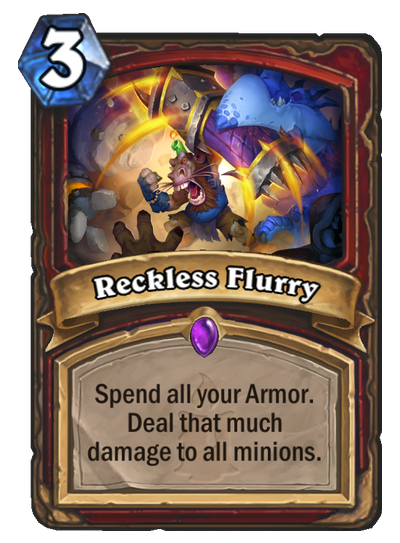 3
Reckless Flurry
Spend all your Armor.
Deal that much
damage to all minions.